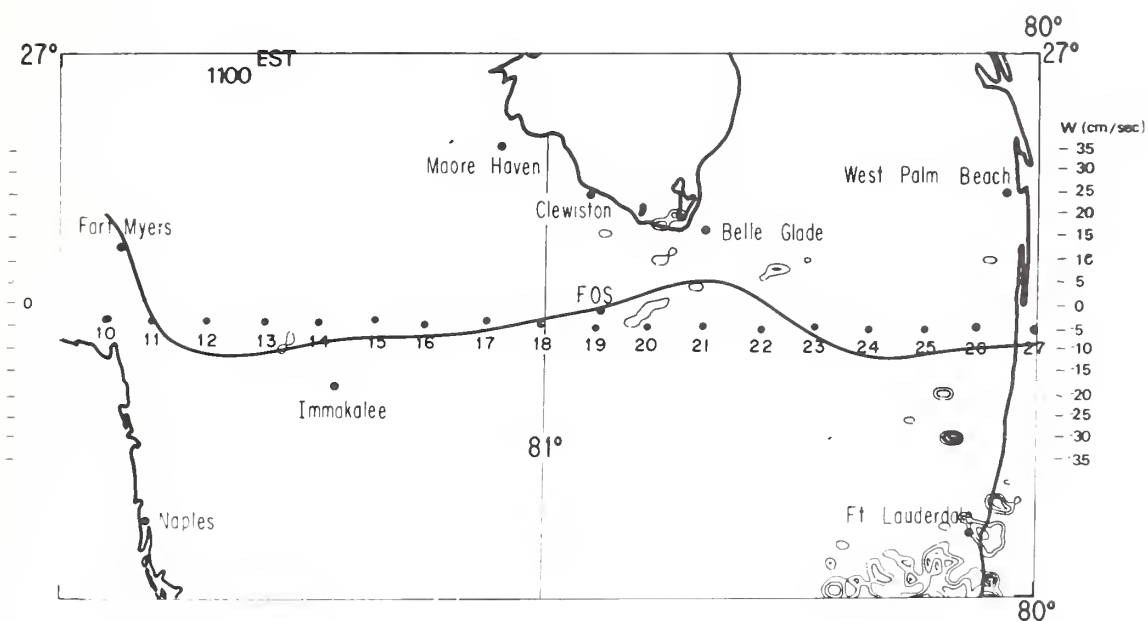 80°
27°
27°
EST
1100
W (cm/sec)
35
30
25
20
15
10
5
0
-5
-10
-15
-20
-25
-30
-35
Moore Haven
West Palm Beach
Clewiston
Fort Myers
Belle Glade
0
FOS
10 11 12 13 14 15 16 17 18 19 20 21 22 23 24 25 26 27
Immakalee
81°
Naples
Ft Lauderdale
80°